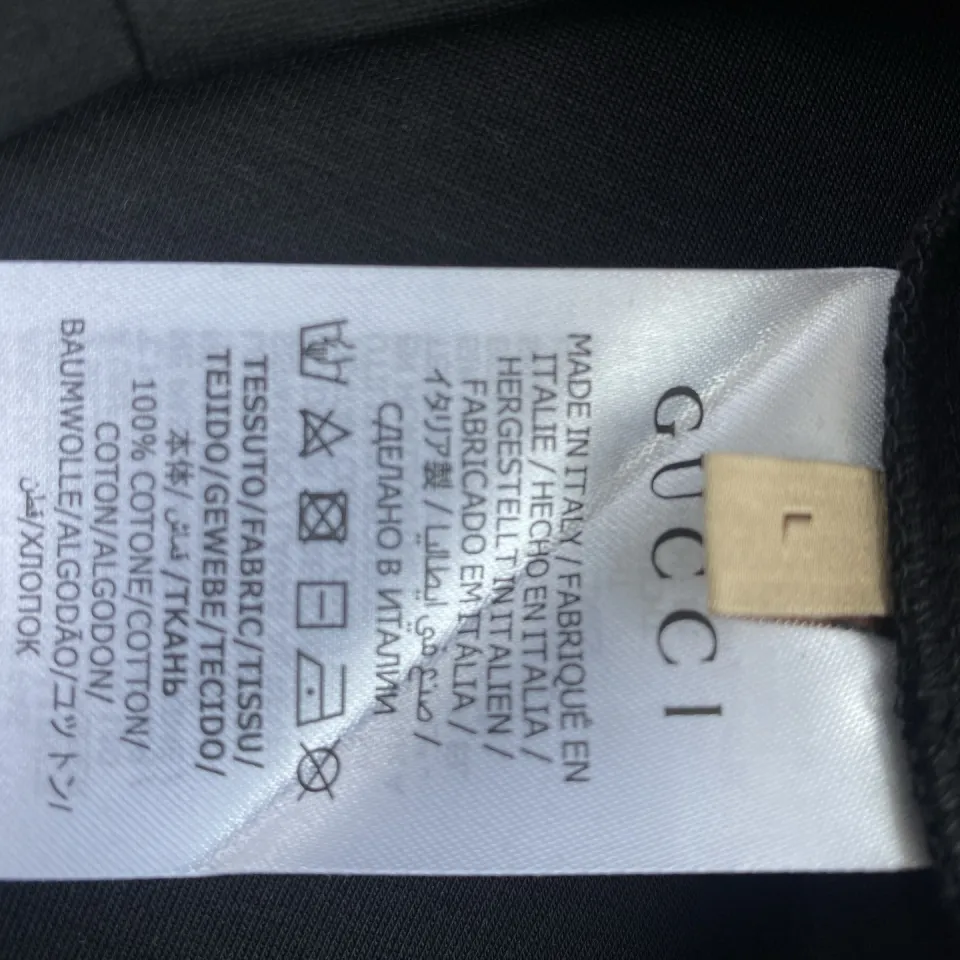 L
GUCCI
MADE IN ITALY / FABRIQUÉ EN
ITALIE / HECHO EN ITALIA /
HERGESTELLT IN ITALIEN /
FABRICADO EM ITÁLIA /
イタリア製 / صنع في إيطاليا /
СДЕЛАНО В ИТАЛИИ
TESSUTO/FABRIC/TISSU/
TEJIDO/GEWEBE/TECIDO/
本体/ قماش /ТКАНЬ
100% COTONE/COTTON/
COTON/ALGODON/
BAUMWOLLE/ALGODÃO/コットン/
قطن/ХЛОПОК